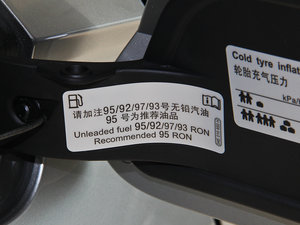 请加注95/92/97/93号无铅汽油
95 号为推荐油品
Unleaded fuel 95/92/97/93 RON
Recommended 95 RON
Cold tyre inflat
轮胎充气压力
kPa/